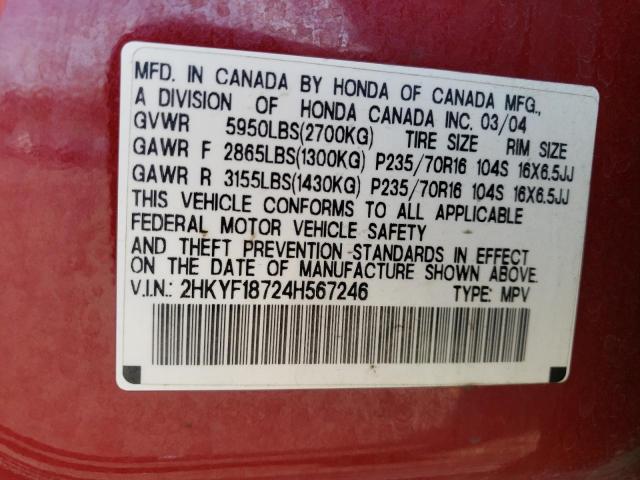 MFD. IN CANADA BY HONDA OF CANADA MFG.,
A DIVISION OF HONDA CANADA INC. 03/04
GVWR 5950LBS(2700KG) TIRE SIZE RIM SIZE
GAWR F 2865LBS(1300KG) P235/70R16 104S 16X6.5JJ
GAWR R 3155LBS(1430KG) P235/70R16 104S 16X6.5JJ
THIS VEHICLE CONFORMS TO ALL APPLICABLE
FEDERAL MOTOR VEHICLE SAFETY
AND THEFT PREVENTION STANDARDS IN EFFECT
ON THE DATE OF MANUFACTURE SHOWN ABOVE.
V.I.N.: 2HKYF18724H567246 TYPE: MPV